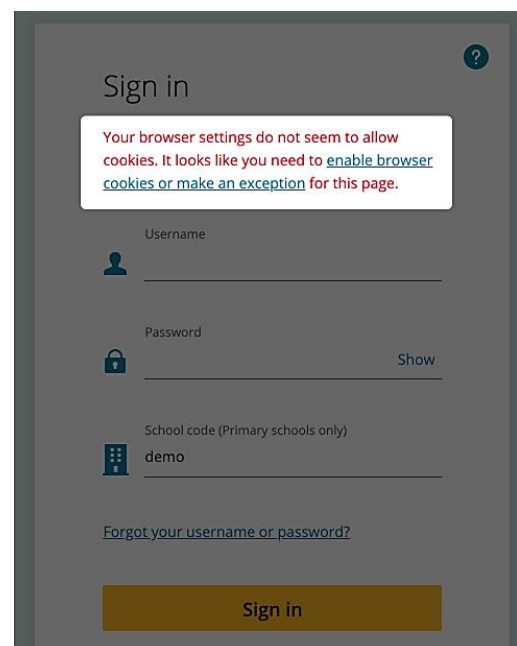 ?
Sign in
Your browser settings do not seem to allow
cookies. It looks like you need to enable browser
cookies or make an exception for this page.
Username
Password
Show
School code (Primary schools only)
demo
Forgot your username or password?
Sign in